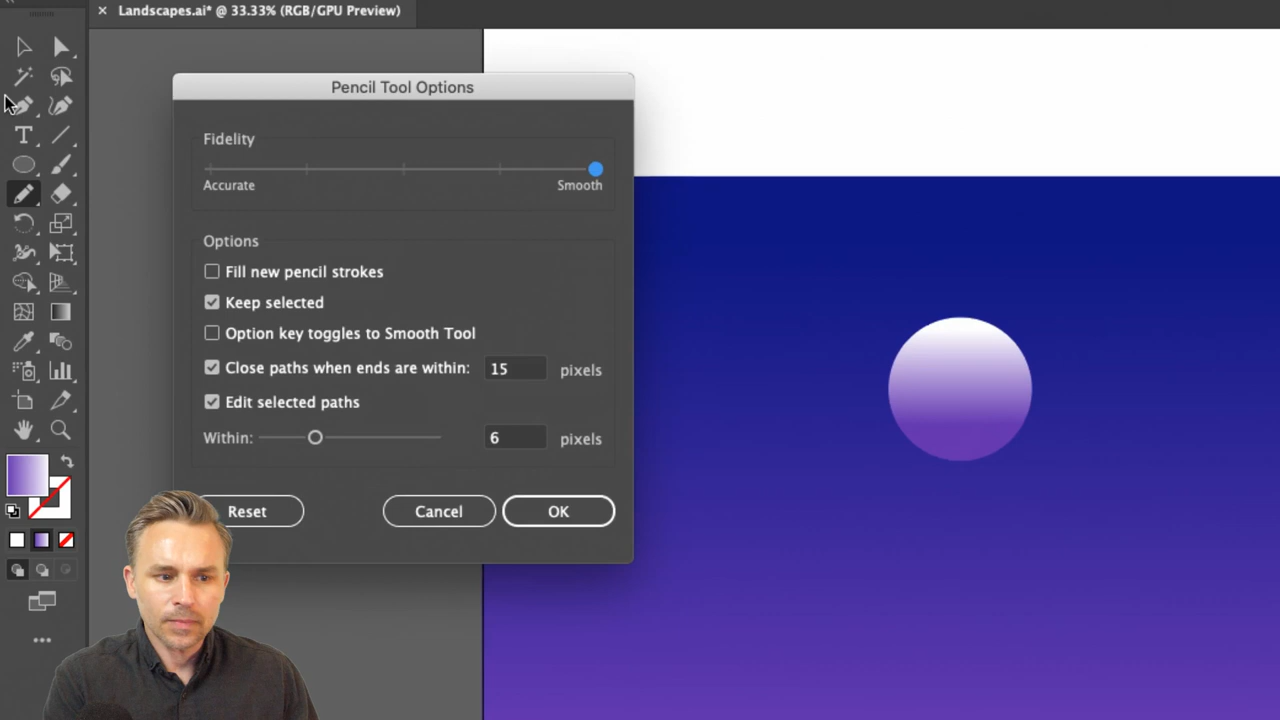 Landscapes.ai* @ 33.33% (RGB/GPU Preview)
Pencil Tool Options
Fidelity
Accurate
Smooth
Options
Fill new pencil strokes
Keep selected
Option key toggles to Smooth Tool
Close paths when ends are within: 15 pixels
Edit selected paths
Within: 6 pixels
Reset
Cancel
OK